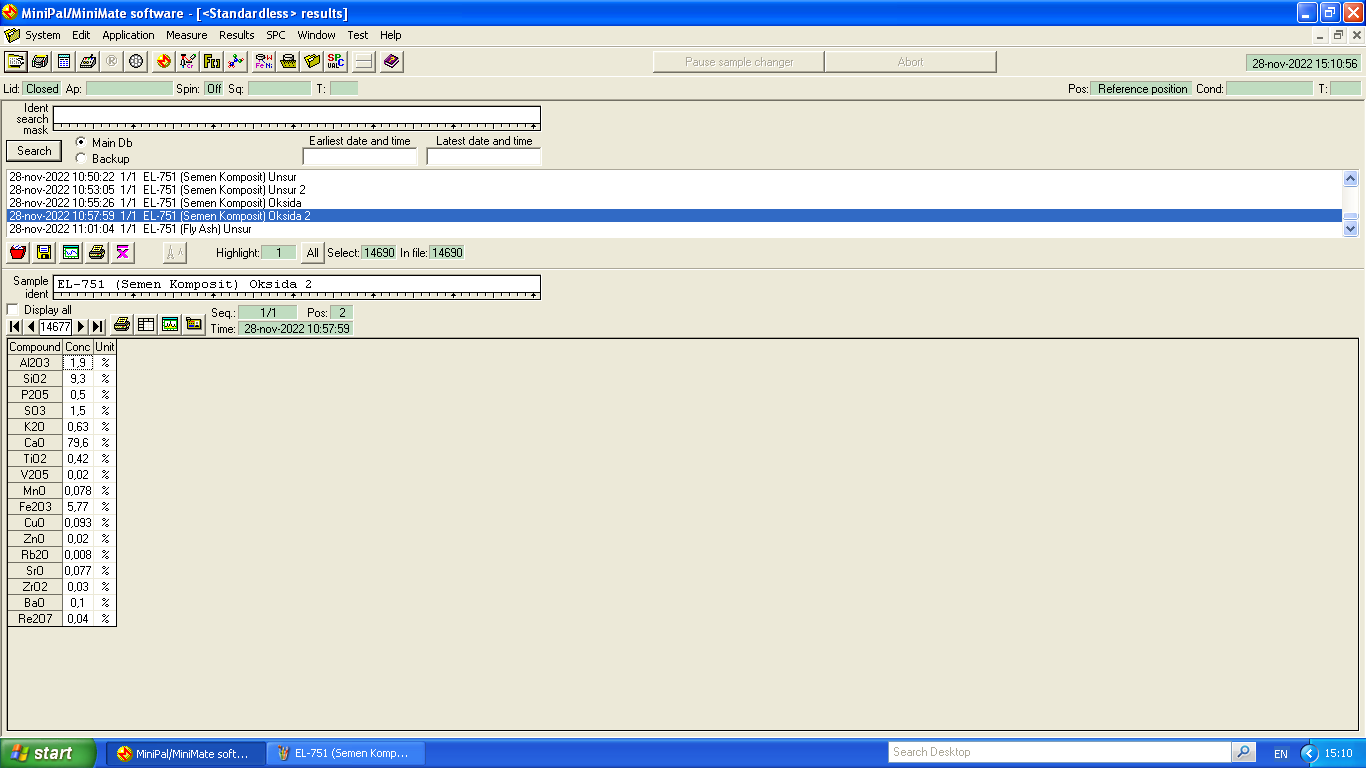 MiniPal/MiniMate software - [<Standardless> results]
System Edit Application Measure Results SPC Window Test Help
Pause sample changer Abort 28-nov-2022 15:10:56
Lid: Closed Ap: Spin: Off Sq: T: Pos: Reference position Cond: T:
Ident search mask
Search
Main Db
Backup
Earliest date and time Latest date and time
28-nov-2022 10:50:22 1/1 EL-751 (Semen Komposit) Unsur
28-nov-2022 10:53:05 1/1 EL-751 (Semen Komposit) Unsur 2
28-nov-2022 10:55:26 1/1 EL-751 (Semen Komposit) Oksida
28-nov-2022 10:57:59 1/1 EL-751 (Semen Komposit) Oksida 2
28-nov-2022 11:01:04 1/1 EL-751 (Fly Ash) Unsur
Highlight: 1 All Select: 14690 In file: 14690
Sample ident EL-751 (Semen Komposit) Oksida 2
Display all
Seq.: 1/1 Pos: 2
14677
Time: 28-nov-2022 10:57:59
Compound Conc Unit
Al2O3 1,9 %
SiO2 9,3 %
P2O5 0,5 %
SO3 1,5 %
K2O 0,63 %
CaO 79,6 %
TiO2 0,42 %
V2O5 0,02 %
MnO 0,078 %
Fe2O3 5,77 %
CuO 0,093 %
ZnO 0,02 %
Rb2O 0,008 %
SrO 0,077 %
ZrO2 0,03 %
BaO 0,1 %
Re2O7 0,04 %
start MiniPal/MiniMate soft... EL-751 (Semen Komp... Search Desktop EN 15:10